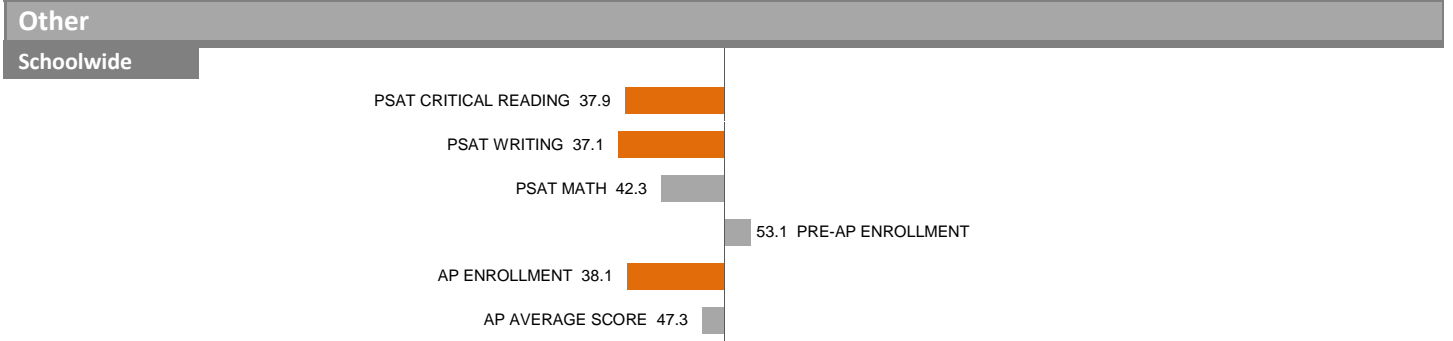 Other
Schoolwide
PSAT CRITICAL READING 37.9
PSAT WRITING 37.1
PSAT MATH 42.3
53.1 PRE-AP ENROLLMENT
AP ENROLLMENT 38.1
AP AVERAGE SCORE 47.3